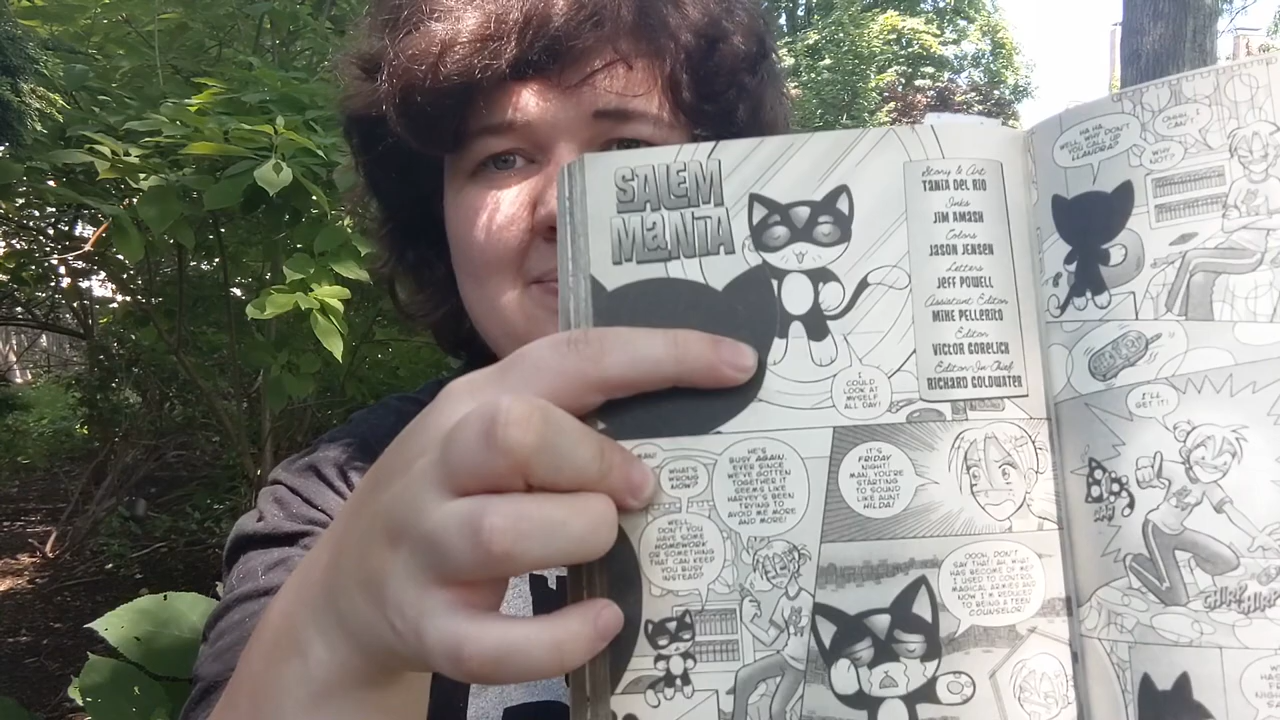 SALEM
MANIA
Story & Art
TANIA DEL RIO
Inks
JIM AMASH
Colors
JASON JENSEN
Letters
JEFF POWELL
Assistant Editor
MIKE PELLERITO
Editor
VICTOR GORELICK
Editor-In-Chief
RICHARD GOLDWATER
I
COULD
LOOK AT
MYSELF
ALL DAY!
WHAT'S
WRONG
NOW?
HE'S
BUSY AGAIN.
EVER SINCE
WE'VE GOTTEN
TOGETHER IT
SEEMS LIKE
HARVEY'S BEEN
TRYING TO
AVOID ME MORE
AND MORE!
WELL,
DON'T YOU
HAVE SOME
HOMEWORK
OR SOMETHING
THAT CAN KEEP
YOU BUSY
INSTEAD?
IT'S
FRIDAY
NIGHT!
MAN, YOU'RE
STARTING
TO SOUND
LIKE AUNT
HILDA!
OOOH, DON'T
SAY THAT! AH, WHAT
HAS BECOME OF ME?
I USED TO CONTROL
MAGICAL ARMIES AND
NOW I'M REDUCED
TO BEING A TEEN
COUNSELOR!
HA HA.
WELL, WHY DON'T
YOU CALL UP
LLANDRA?
OHHH,
CAN I?
WHY
NOT?
I'LL
GET IT!
CHIRP CHIRP